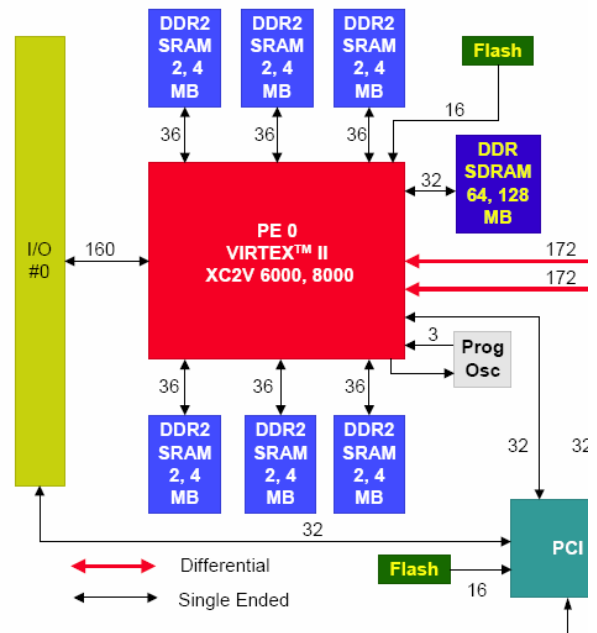 DDR2
SRAM
2, 4
MB
DDR2
SRAM
2, 4
MB
DDR2
SRAM
2, 4
MB
Flash
36
36
36
16
DDR
SDRAM
64, 128
MB
32
I/O
#0
160
PE 0
VIRTEX™ II
XC2V 6000, 8000
172
172
3
Prog
Osc
36
36
36
DDR2
SRAM
2, 4
MB
DDR2
SRAM
2, 4
MB
DDR2
SRAM
2, 4
MB
32
32
32
PCI
Differential
Flash
16
Single Ended